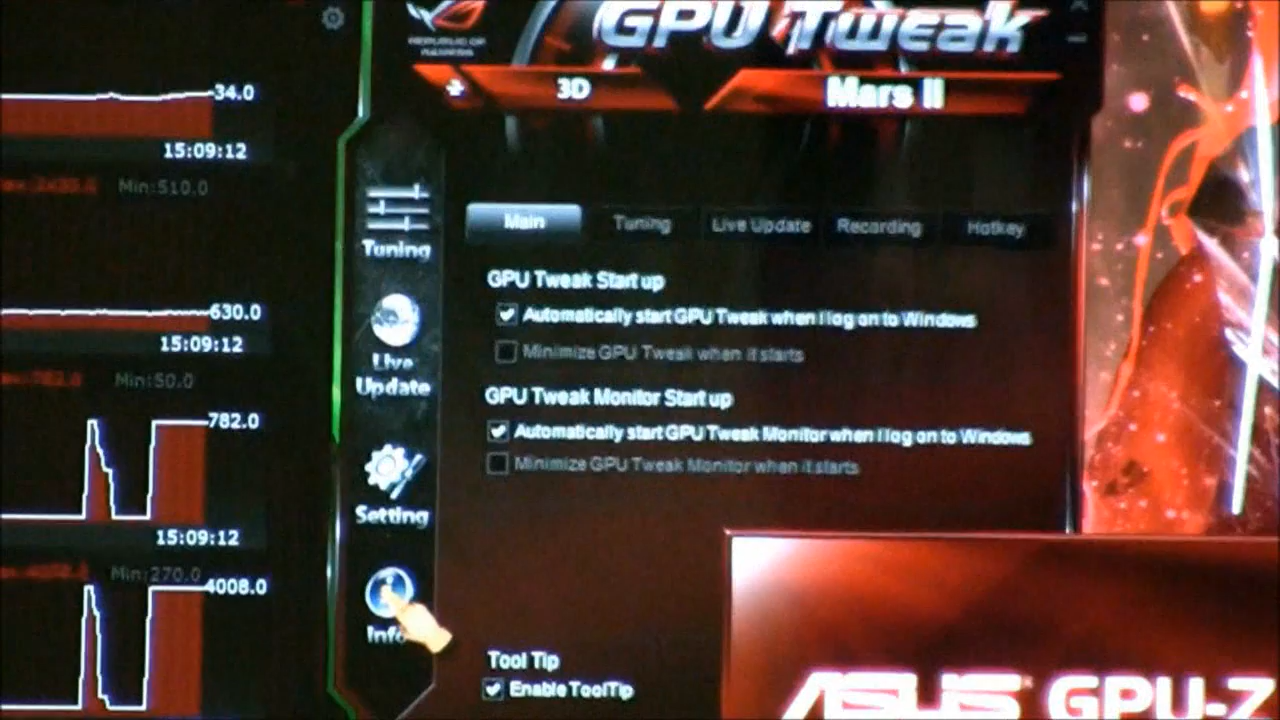 GPU Tweak
REPUBLIC OF
GAMERS
3D
Mars II
34.0
15:09:12
Min:510.0
630.0
15:09:12
Min:50.0
782.0
15:09:12
Min:270.0
4008.0
Tuning
Live
Update
Setting
Info
Main
Tuning
Live Update
Recording
Hotkey
GPU Tweak Start up
Automatically start GPU Tweak when I log on to Windows
Minimize GPU Tweak when it starts
GPU Tweak Monitor Start up
Automatically start GPU Tweak Monitor when I log on to Windows
Minimize GPU Tweak Monitor when it starts
Tool Tip
Enable ToolTip
ASUS GPU-Z